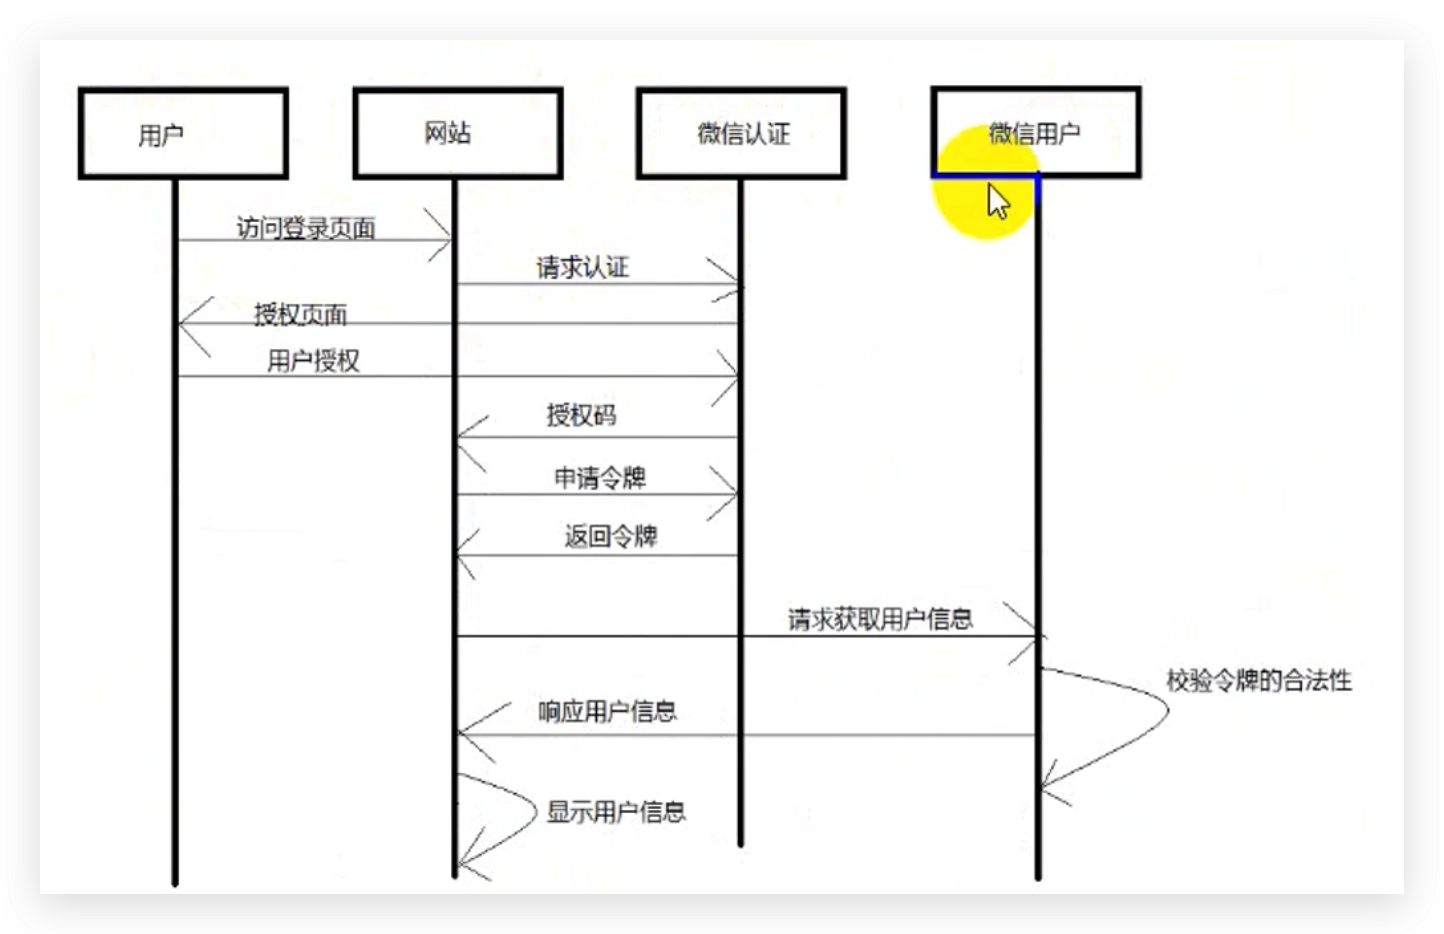 用户
网站
微信认证
微信用户
访问登录页面
请求认证
授权页面
用户授权
授权码
申请令牌
返回令牌
请求获取用户信息
校验令牌的合法性
响应用户信息
显示用户信息